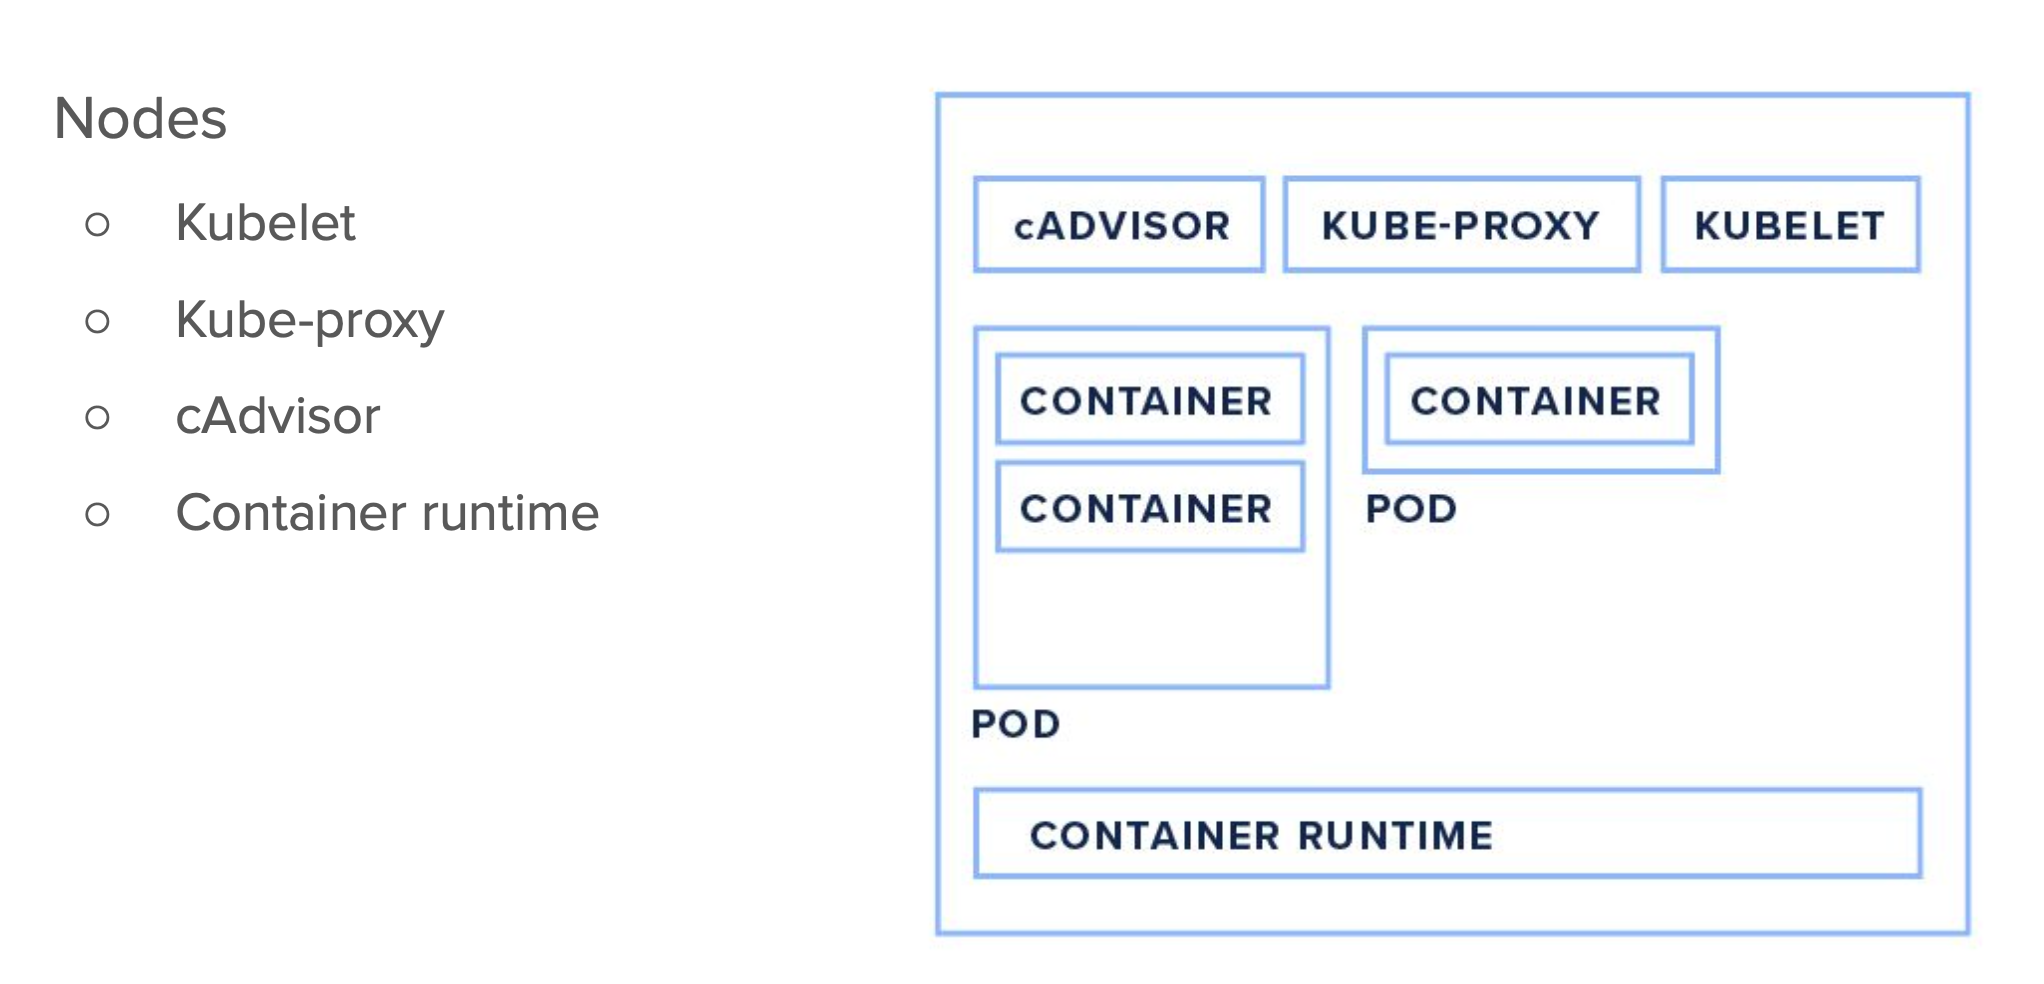 Nodes
Kubelet
Kube-proxy
cAdvisor
Container runtime
cADVISOR
KUBE-PROXY
KUBELET
CONTAINER
CONTAINER
POD
CONTAINER
POD
CONTAINER RUNTIME